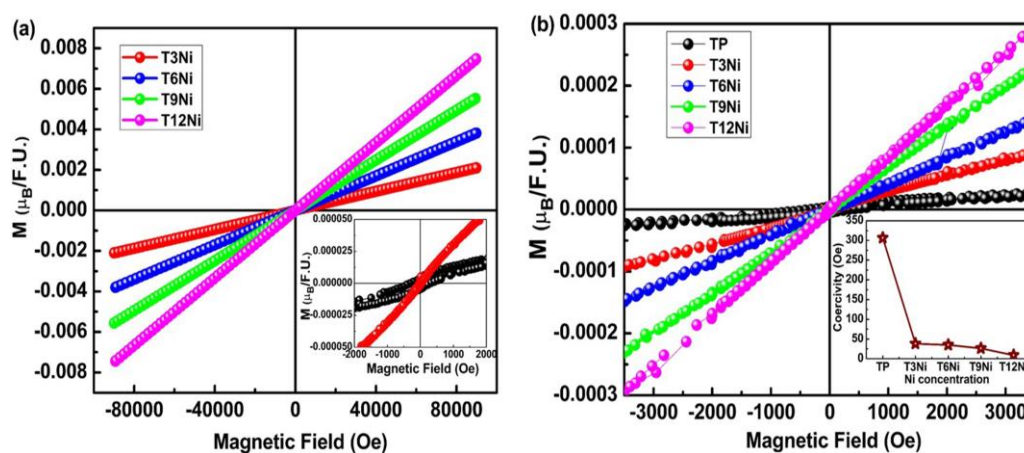 (a)
0.008
0.006
0.004
0.002
0.000
-0.002
-0.004
-0.006
-0.008
M (μB/F.U.)
T3Ni
T6Ni
T9Ni
T12Ni
-80000 -40000 0 40000 80000
Magnetic Field (Oe)
0.000050
0.000025
0.000000
-0.000025
-0.000050
M (μB/F.U.)
-2000 -1000 0 1000 2000
Magnetic Field (Oe)
(b)
0.0003
0.0002
0.0001
0.0000
-0.0001
-0.0002
-0.0003
M (μB/F.U.)
TP
T3Ni
T6Ni
T9Ni
T12Ni
-3000 -2000 -1000 0 1000 2000 3000
Magnetic Field (Oe)
350
300
250
200
150
100
50
0
Coercivity (Oe)
TP T3Ni T6Ni T9Ni T12Ni
Ni concentration